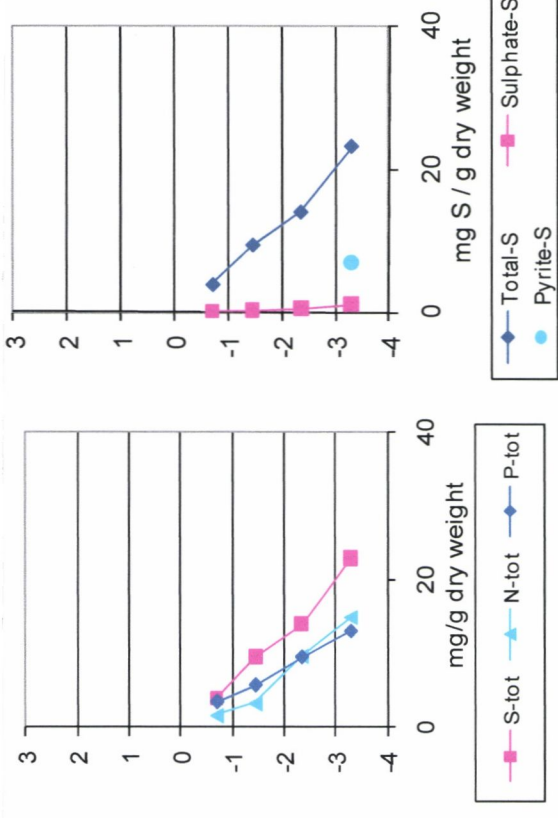 3
2
1
0
-1
-2
-3
-4
0
20
40
mg/g dry weight
S-tot
N-tot
P-tot
3
2
1
0
-1
-2
-3
-4
0
20
40
mg S / g dry weight
Total-S
Sulphate-S
Pyrite-S